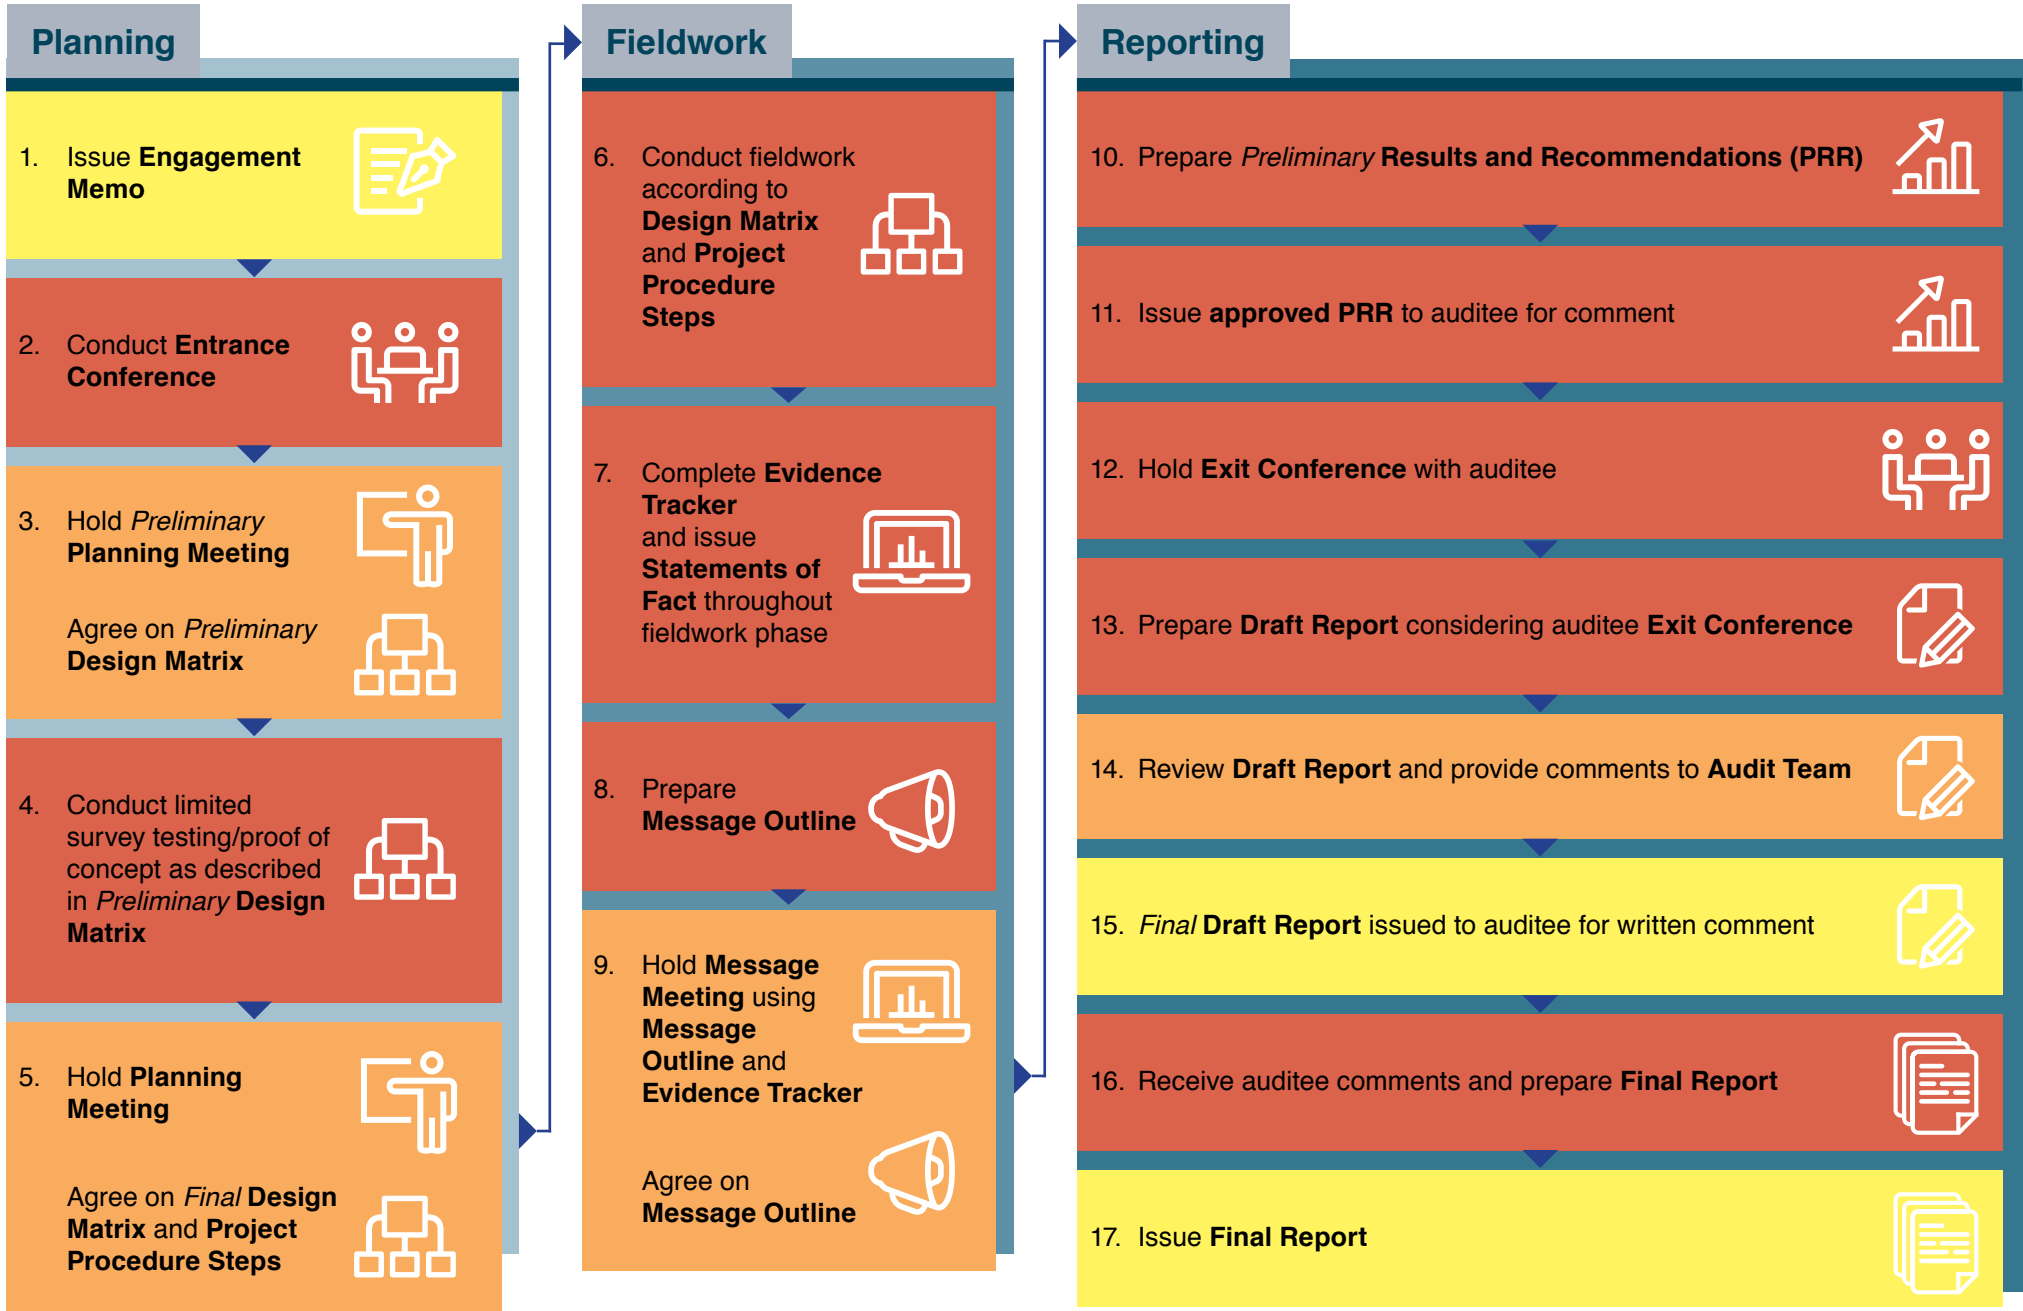 Planning
1. Issue Engagement
Memo
2. Conduct Entrance
Conference
3. Hold Preliminary
Planning Meeting
Agree on Preliminary
Design Matrix
4. Conduct limited
survey testing/proof of
concept as described
in Preliminary Design
Matrix
5. Hold Planning
Meeting
Agree on Final Design
Matrix and Project
Procedure Steps
Fieldwork
6. Conduct fieldwork
according to
Design Matrix
and Project
Procedure
Steps
7. Complete Evidence
Tracker
and issue
Statements of
Fact throughout
fieldwork phase
8. Prepare
Message Outline
9. Hold Message
Meeting using
Message
Outline and
Evidence Tracker
Agree on
Message Outline
Reporting
10. Prepare Preliminary Results and Recommendations (PRR)
11. Issue approved PRR to auditee for comment
12. Hold Exit Conference with auditee
13. Prepare Draft Report considering auditee Exit Conference
14. Review Draft Report and provide comments to Audit Team
15. Final Draft Report issued to auditee for written comment
16. Receive auditee comments and prepare Final Report
17. Issue Final Report